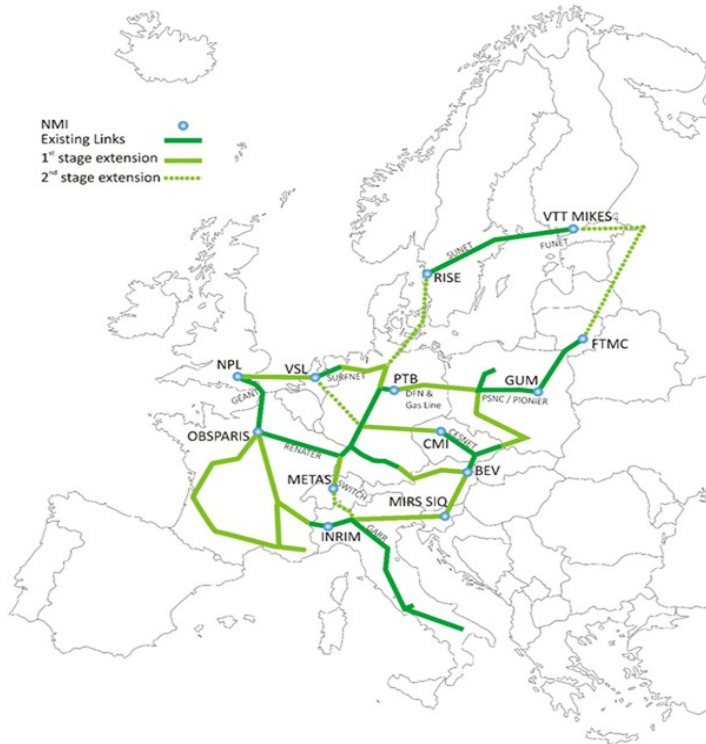 NMI
Existing Links
1st stage extension
2nd stage extension
VTT MIKES
SUNET
FUNET
RISE
FTMC
NPL
VSL
SURFNET
PTB
DFN &
Gas Line
GUM
PSNC / PIONIER
GÉANT
OBSPARIS
CMI
CESNET
RENATER
BEV
METAS
SWITCH
MIRS SIQ
INRIM
GARR